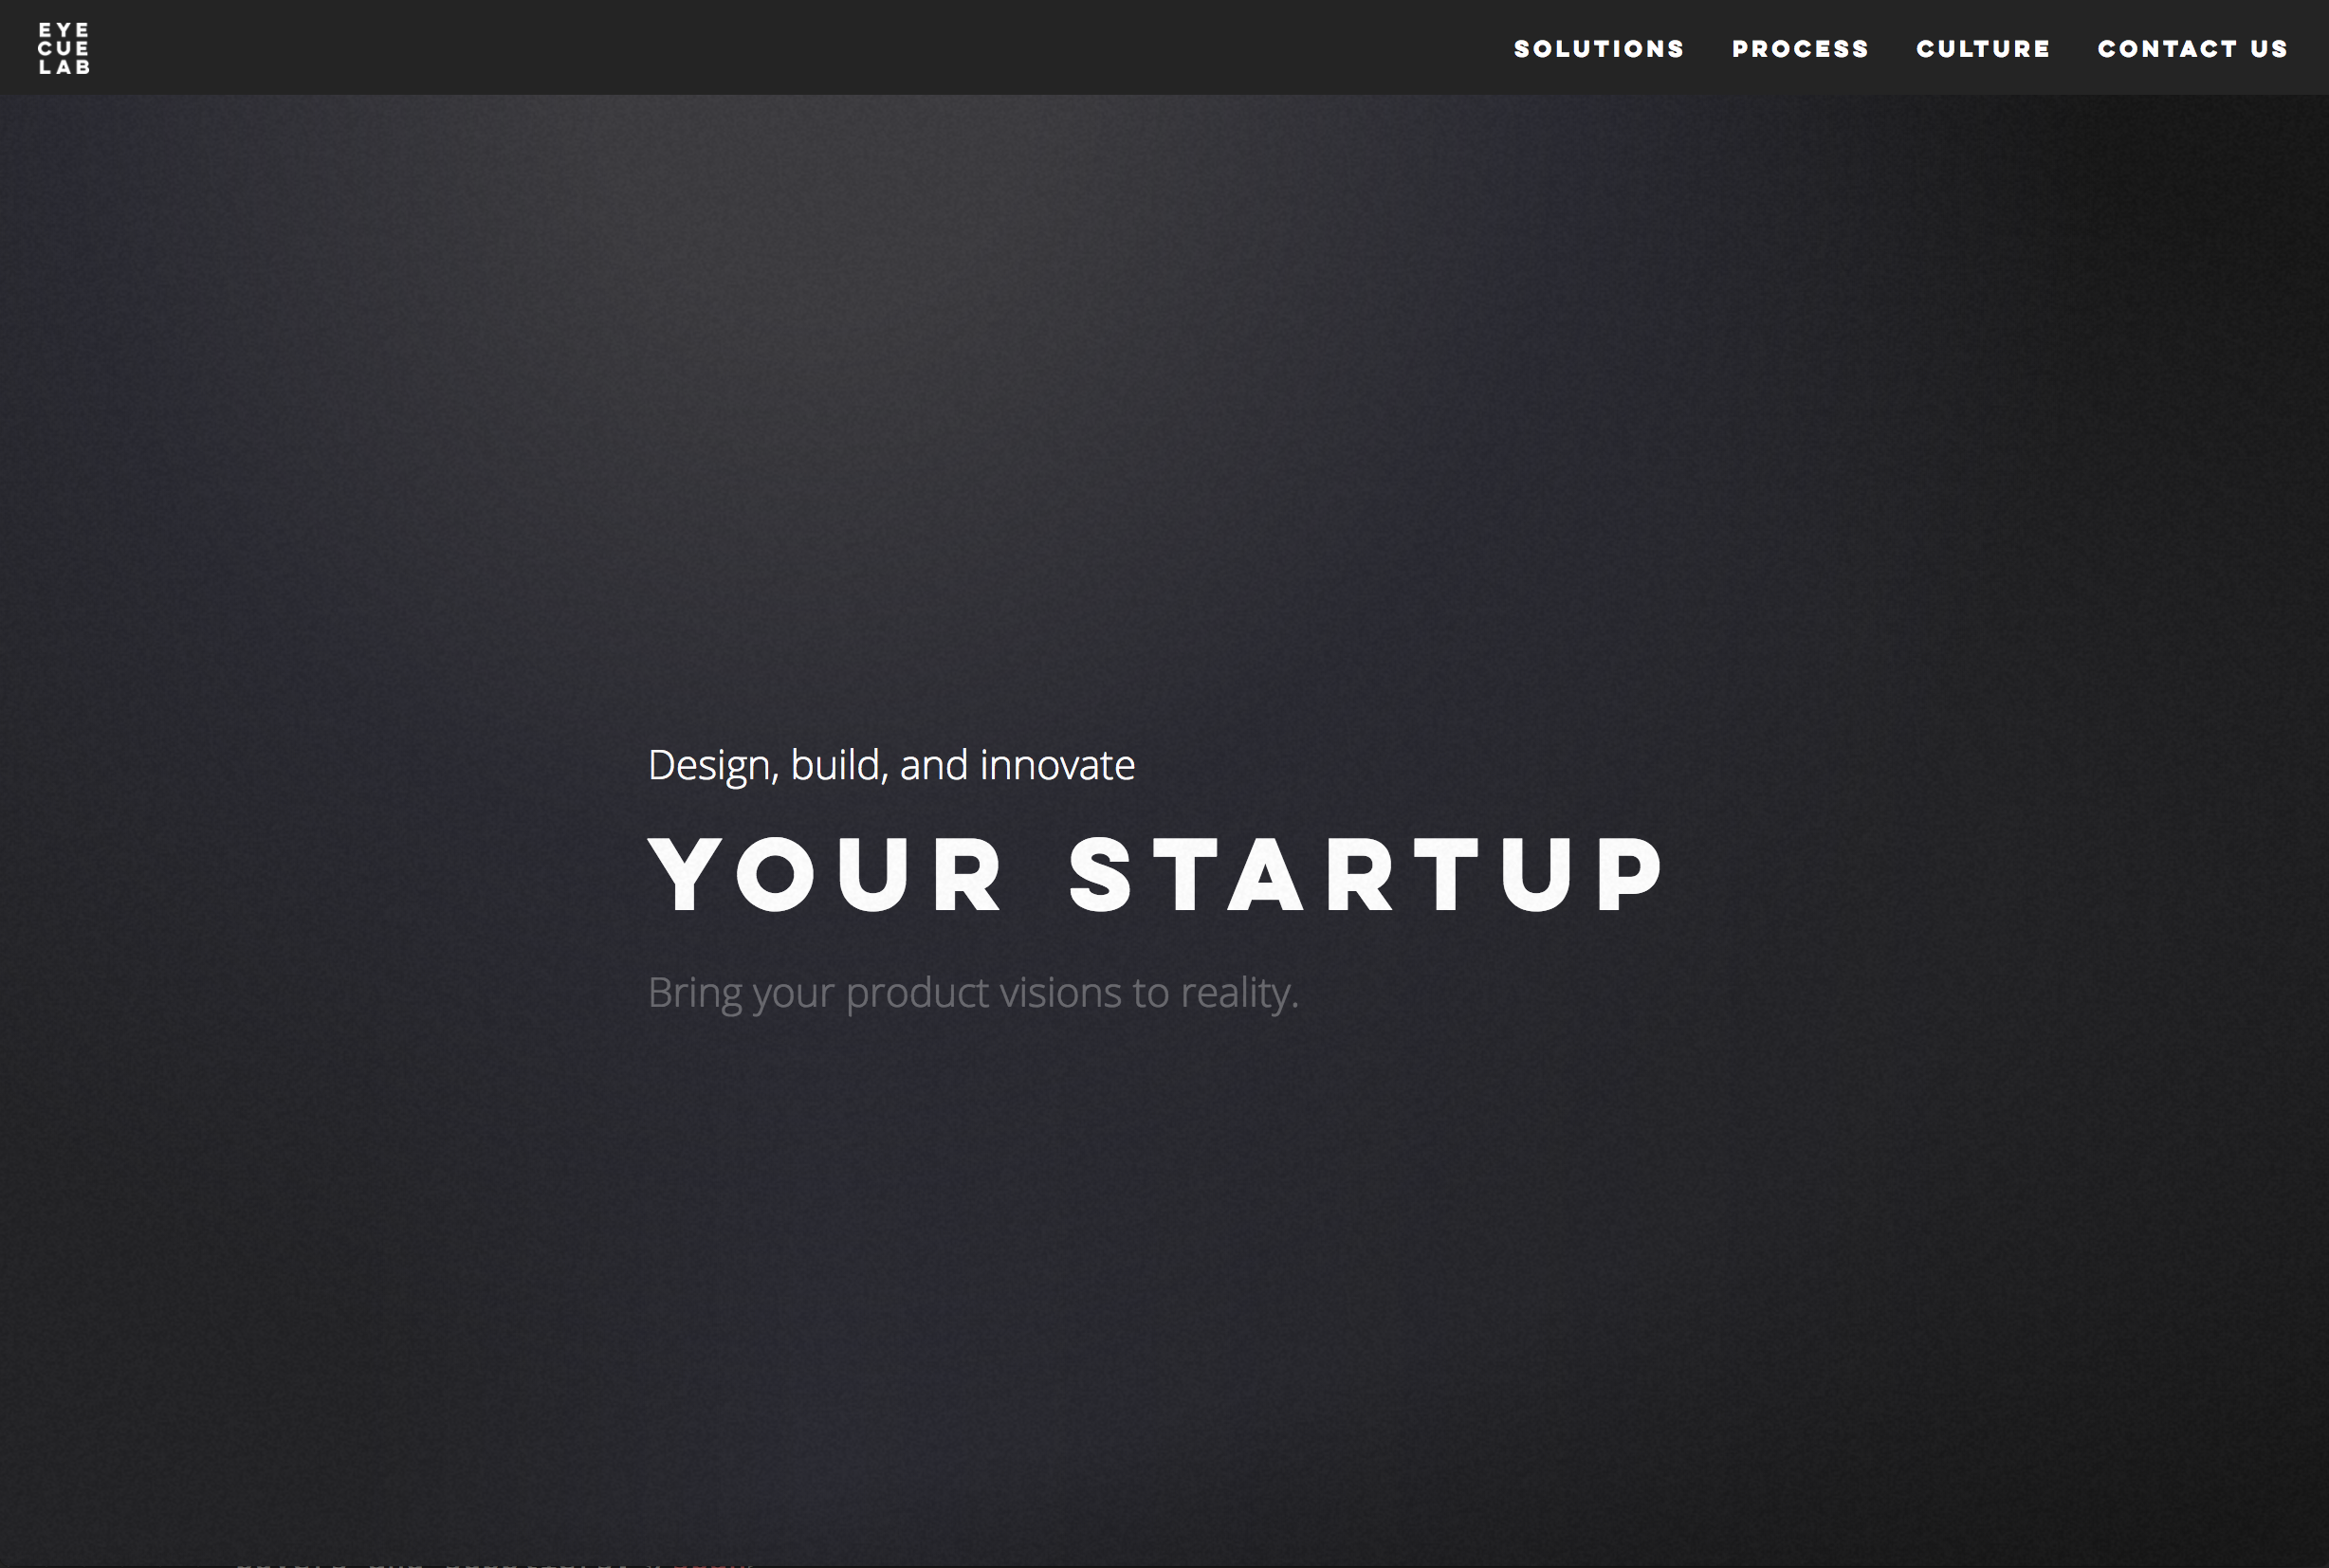 EYE
CUE
LAB
SOLUTIONS PROCESS CULTURE CONTACT US
Design, build, and innovate
YOUR STARTUP
Bring your product visions to reality.